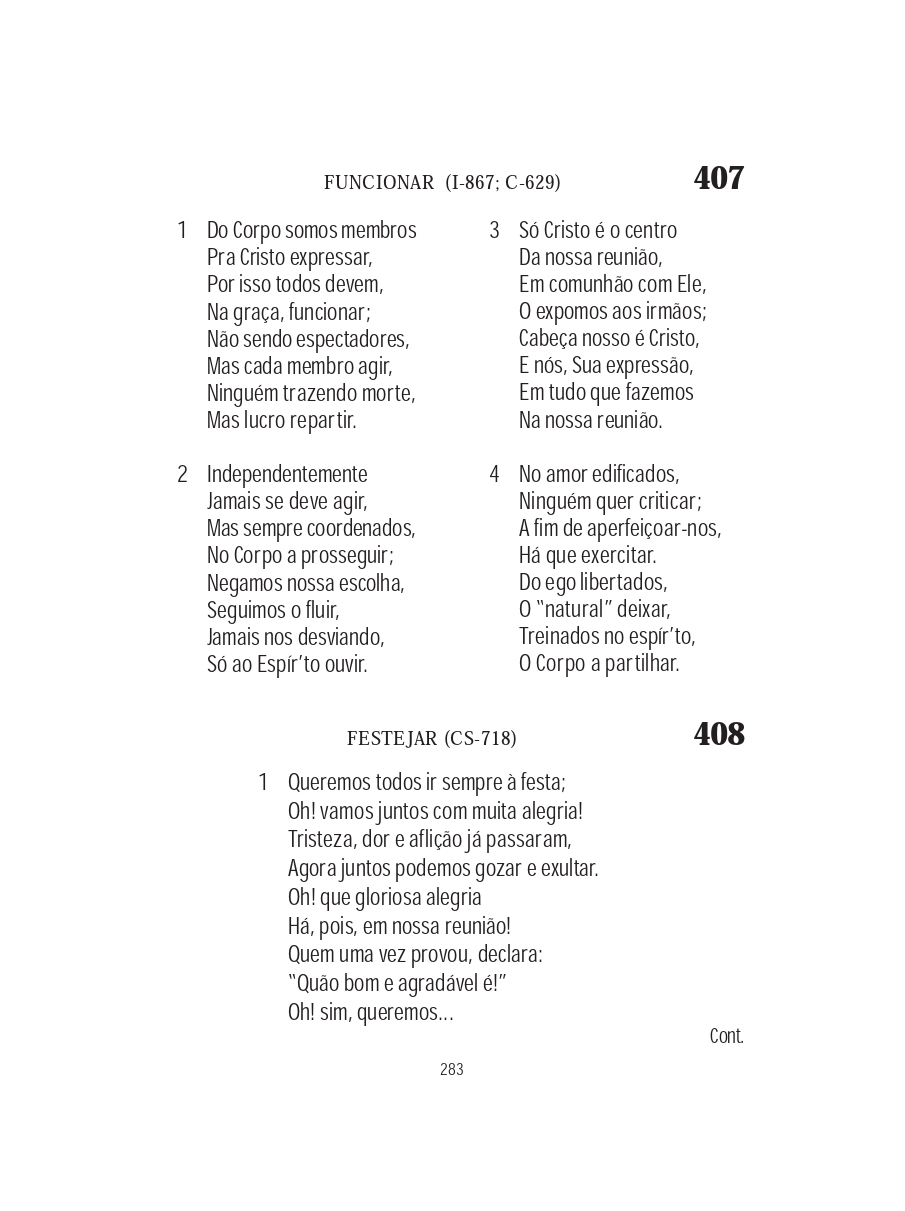 FUNCIONAR (I-867; C-629) 407
1 Do Corpo somos membros
Pra Cristo expressar,
Por isso todos devem,
Na graça, funcionar;
Não sendo espectadores,
Mas cada membro agir,
Ninguém trazendo morte,
Mas lucro repartir.
2 Independentemente
Jamais se deve agir,
Mas sempre coordenados,
No Corpo a prosseguir;
Negamos nossa escolha,
Seguimos o fluir,
Jamais nos desviando,
Só ao Espír’to ouvir.
3 Só Cristo é o centro
Da nossa reunião,
Em comunhão com Ele,
O expomos aos irmãos;
Cabeça nosso é Cristo,
E nós, Sua expressão,
Em tudo que fazemos
Na nossa reunião.
4 No amor edificados,
Ninguém quer criticar;
A fim de aperfeiçoar-nos,
Há que exercitar.
Do ego libertados,
O “natural” deixar,
Treinados no espír’to,
O Corpo a partilhar.
FESTEJAR (CS-718) 408
1 Queremos todos ir sempre à festa;
Oh! vamos juntos com muita alegria!
Tristeza, dor e aflição já passaram,
Agora juntos podemos gozar e exultar.
Oh! que gloriosa alegria
Há, pois, em nossa reunião!
Quem uma vez provou, declara:
“Quão bom e agradável é!”
Oh! sim, queremos...
Cont.
283